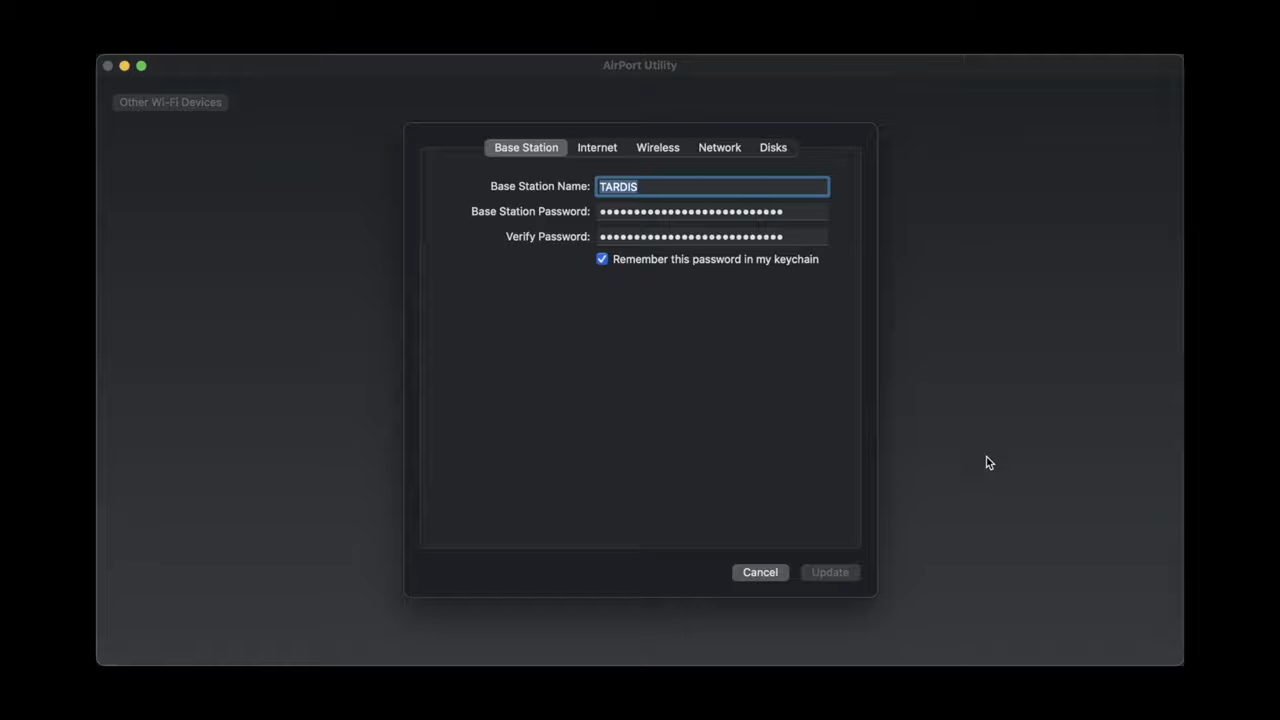 AirPort Utility
Other Wi-Fi Devices
Base Station Internet Wireless Network Disks
Base Station Name: TARDIS
Base Station Password: •••••••••••••••••••••••••••
Verify Password: •••••••••••••••••••••••••••
Remember this password in my keychain
Cancel Update